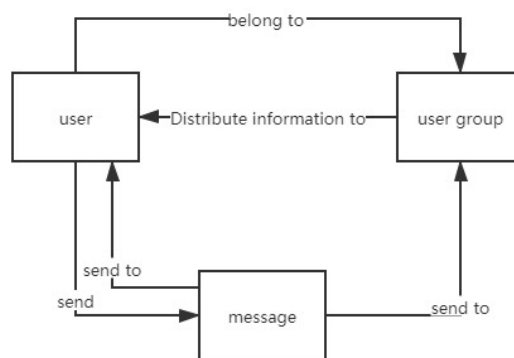 belong to
user
Distribute information to
user group
send to
send
message
send to